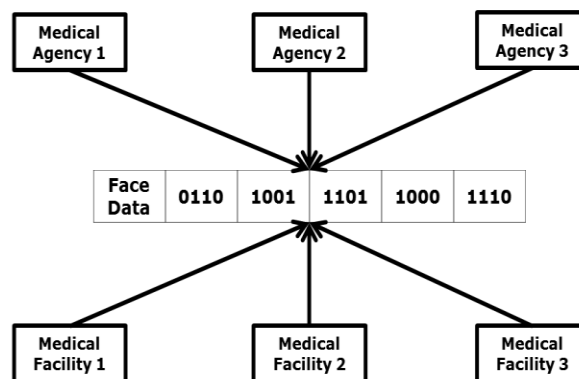 Medical
Agency 1
Medical
Agency 2
Medical
Agency 3
Face
Data
0110
1001
1101
1000
1110
Medical
Facility 1
Medical
Facility 2
Medical
Facility 3